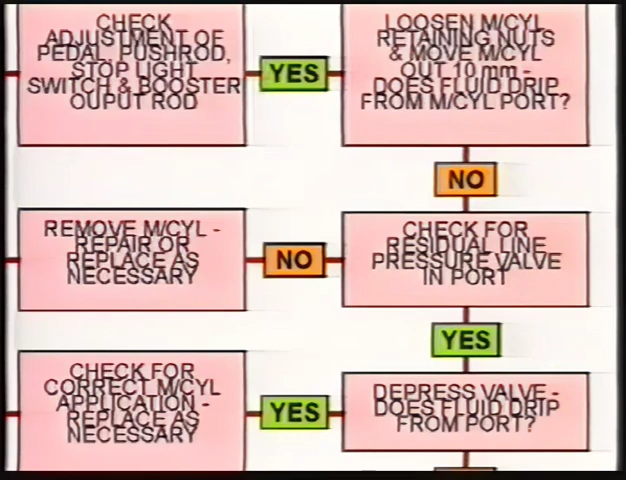 CHECK
ADJUSTMENT OF
PEDAL, PUSHROD,
STOP LIGHT
SWITCH & BOOSTER
OUPUT ROD
YES
LOOSEN M/CYL
RETAINING NUTS
& MOVE M/CYL
OUT 10 mm -
DOES FLUID DRIP
FROM M/CYL PORT?
NO
REMOVE M/CYL -
REPAIR OR
REPLACE AS
NECESSARY
NO
CHECK FOR
RESIDUAL LINE
PRESSURE VALVE
IN PORT
YES
CHECK FOR
CORRECT M/CYL
APPLICATION -
REPLACE AS
NECESSARY
YES
DEPRESS VALVE -
DOES FLUID DRIP
FROM PORT?